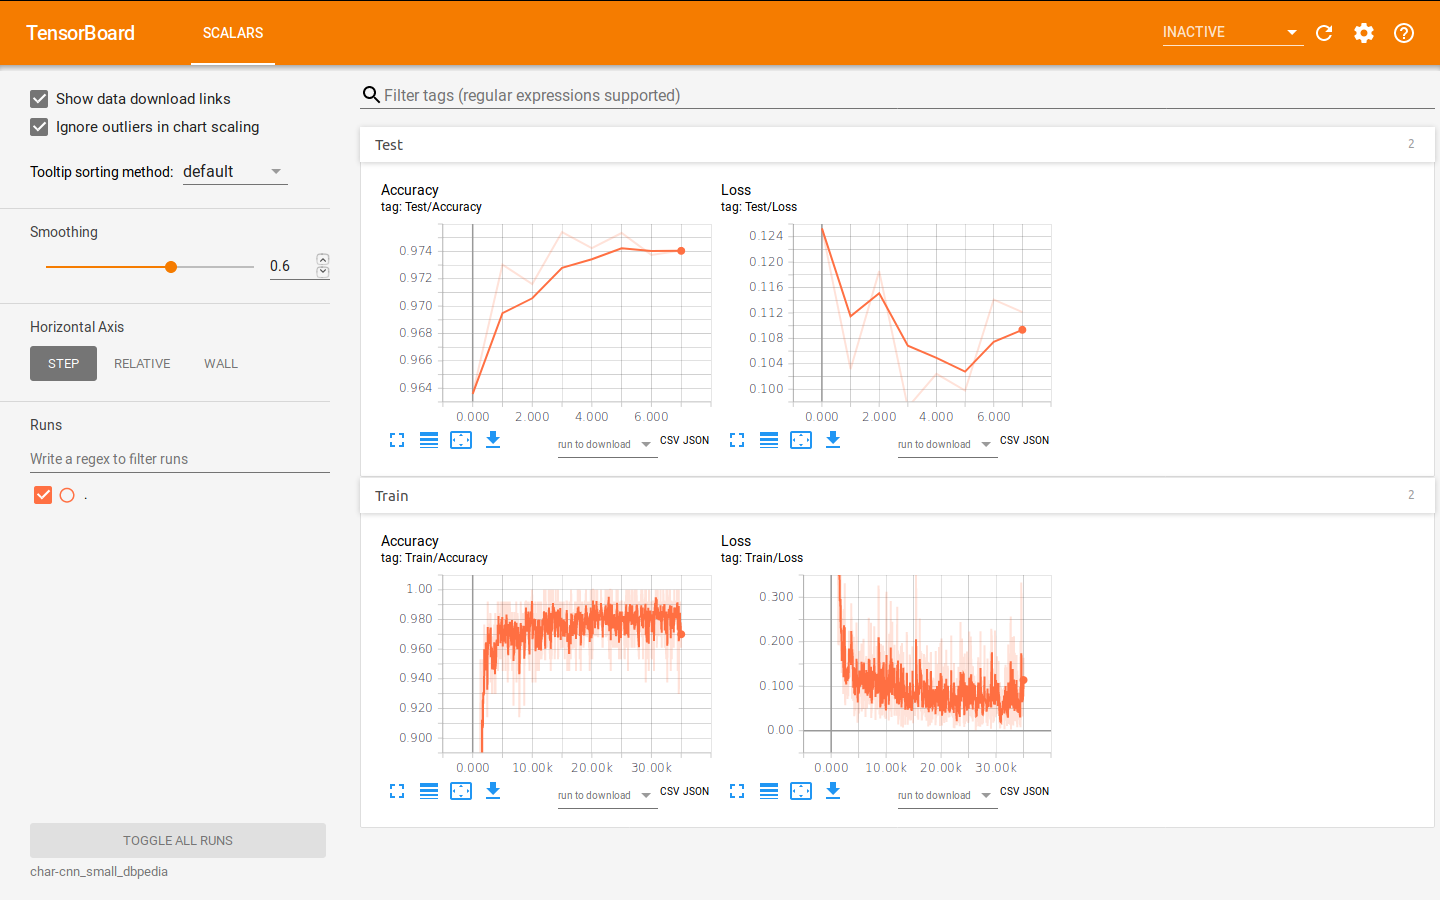 TensorBoard
SCALARS
INACTIVE
Show data download links
Ignore outliers in chart scaling
Tooltip sorting method: default
Smoothing
0.6
Horizontal Axis
STEP RELATIVE WALL
Runs
Write a regex to filter runs
.
TOGGLE ALL RUNS
char-cnn_small_dbpedia
Filter tags (regular expressions supported)
Test 2
Accuracy
tag: Test/Accuracy
0.974
0.972
0.970
0.968
0.966
0.964
0.000 2.000 4.000 6.000
run to download CSV JSON
Loss
tag: Test/Loss
0.124
0.120
0.116
0.112
0.108
0.104
0.100
0.000 2.000 4.000 6.000
run to download CSV JSON
Train 2
Accuracy
tag: Train/Accuracy
1.00
0.980
0.960
0.940
0.920
0.900
0.000 10.00k 20.00k 30.00k
run to download CSV JSON
Loss
tag: Train/Loss
0.300
0.200
0.100
0.00
0.000 10.00k 20.00k 30.00k
run to download CSV JSON